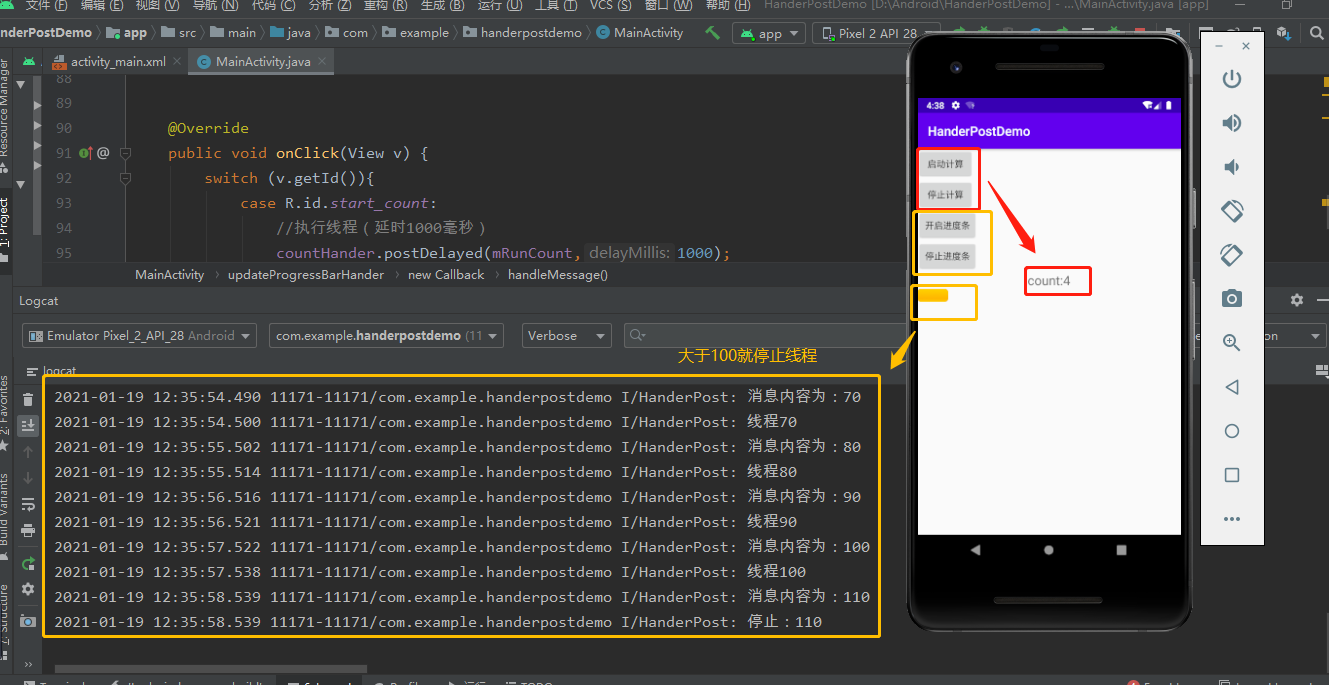 文件 (F) 编辑 (E) 视图 (V) 导航 (N) 代码 (C) 分析 (Z) 重构 (R) 生成 (B) 运行 (U) 工具 (T) VCS (S) 窗口 (W) 帮助 (H) HanderPostDemo [D:\Android\HanderPostDemo] - ...\MainActivity.java [app]
nderPostDemo app src main java com example handerpostdemo MainActivity app Pixel 2 API 28
activity_main.xml MainActivity.java
Resource Manager
1: Project
88
89
90 @Override
91 public void onClick(View v) {
92 switch (v.getId()){
93 case R.id.start_count:
94 //执行线程（延时1000毫秒）
95 countHander.postDelayed(mRunCount, delayMillis: 1000);
MainActivity updateProgressBarHander new Callback handleMessage()
Logcat
Emulator Pixel_2_API_28 Android com.example.handerpostdemo (11 Verbose
大于100就停止线程
logcat
2: Favorites
Build Variants
2021-01-19 12:35:54.490 11171-11171/com.example.handerpostdemo I/HanderPost: 消息内容为：70
2021-01-19 12:35:54.500 11171-11171/com.example.handerpostdemo I/HanderPost: 线程70
2021-01-19 12:35:55.502 11171-11171/com.example.handerpostdemo I/HanderPost: 消息内容为：80
2021-01-19 12:35:55.514 11171-11171/com.example.handerpostdemo I/HanderPost: 线程80
2021-01-19 12:35:56.516 11171-11171/com.example.handerpostdemo I/HanderPost: 消息内容为：90
2021-01-19 12:35:56.521 11171-11171/com.example.handerpostdemo I/HanderPost: 线程90
2021-01-19 12:35:57.522 11171-11171/com.example.handerpostdemo I/HanderPost: 消息内容为：100
2021-01-19 12:35:57.538 11171-11171/com.example.handerpostdemo I/HanderPost: 线程100
2021-01-19 12:35:58.539 11171-11171/com.example.handerpostdemo I/HanderPost: 消息内容为：110
2021-01-19 12:35:58.539 11171-11171/com.example.handerpostdemo I/HanderPost: 停止：110
4:38
HanderPostDemo
启动计算
停止计算
开启进度条
停止进度条
count:4